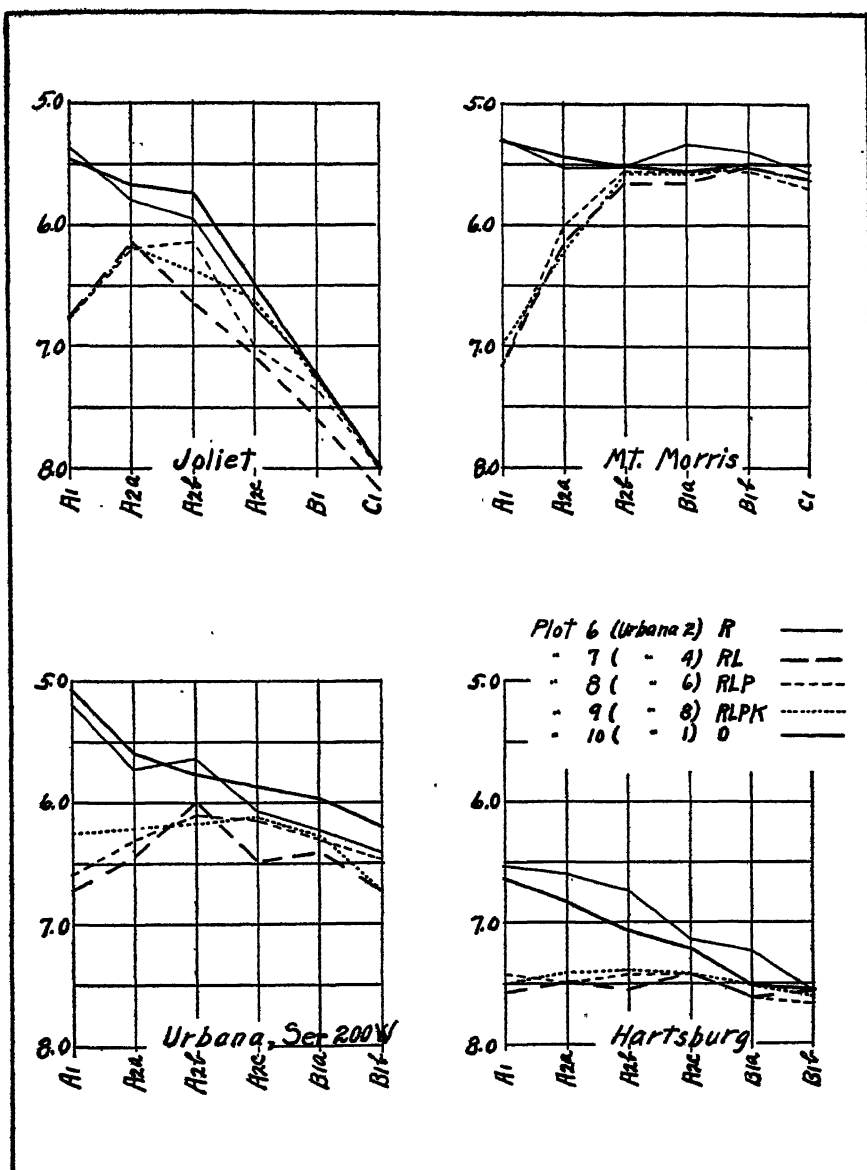 5.0
6.0
7.0
8.0
Joliet
A1 A2a A2b A2c B1 C1
5.0
6.0
7.0
8.0
Mt. Morris
A1 A2a A2b B1a B1b C1
Plot 6 (Urbana 2) R
" 7 ( " 4) RL
" 8 ( " 6) RLP
" 9 ( " 8) RLPK
" 10 ( " 1) O
5.0
6.0
7.0
8.0
Urbana, Ser 200W
A1 A2a A2b A2c B1a B1b
5.0
6.0
7.0
8.0
Hartsburg
A1 A2a A2b A2c B1a B1b